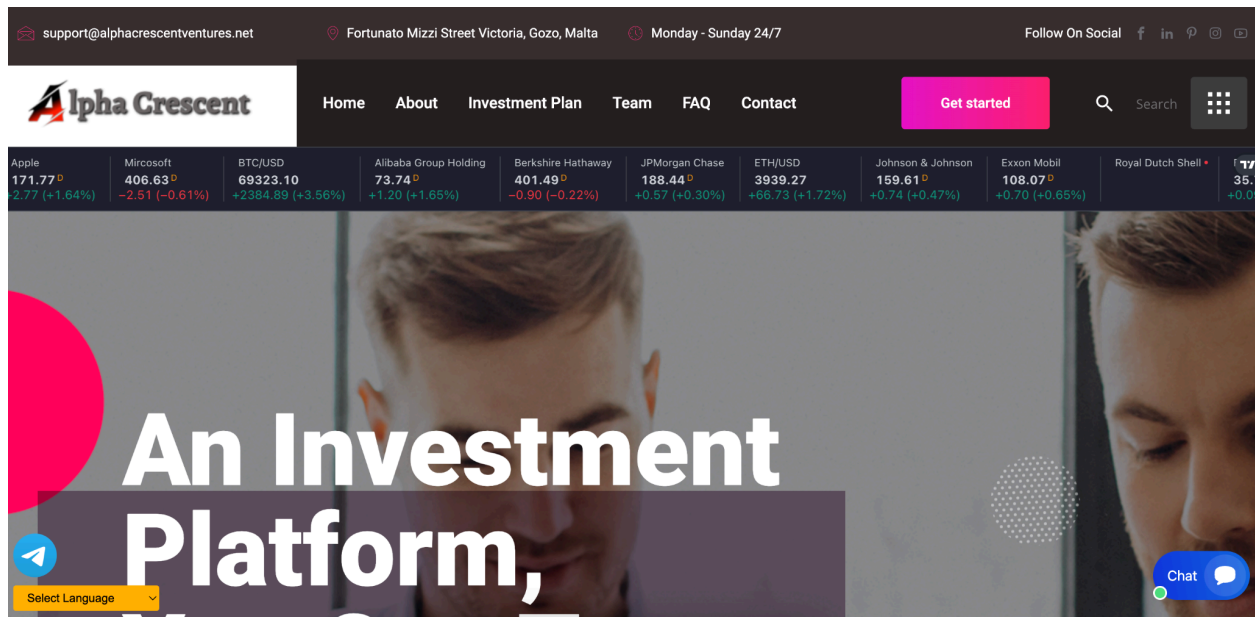 support@alphacrescentventures.net
Fortunato Mizzi Street Victoria, Gozo, Malta
Monday - Sunday 24/7
Follow On Social
Alpha Crescent
Home About Investment Plan Team FAQ Contact
Get started
Search
Apple
171.77 D
+2.77 (+1.64%)
Mircosoft
406.63 D
−2.51 (−0.61%)
BTC/USD
69323.10
+2384.89 (+3.56%)
Alibaba Group Holding
73.74 D
+1.20 (+1.65%)
Berkshire Hathaway
401.49 D
−0.90 (−0.22%)
JPMorgan Chase
188.44 D
+0.57 (+0.30%)
ETH/USD
3939.27
+66.73 (+1.72%)
Johnson & Johnson
159.61 D
+0.74 (+0.47%)
Exxon Mobil
108.07 D
+0.70 (+0.65%)
Royal Dutch Shell
35.
+0.0
An Investment
Platform,
Select Language
Chat